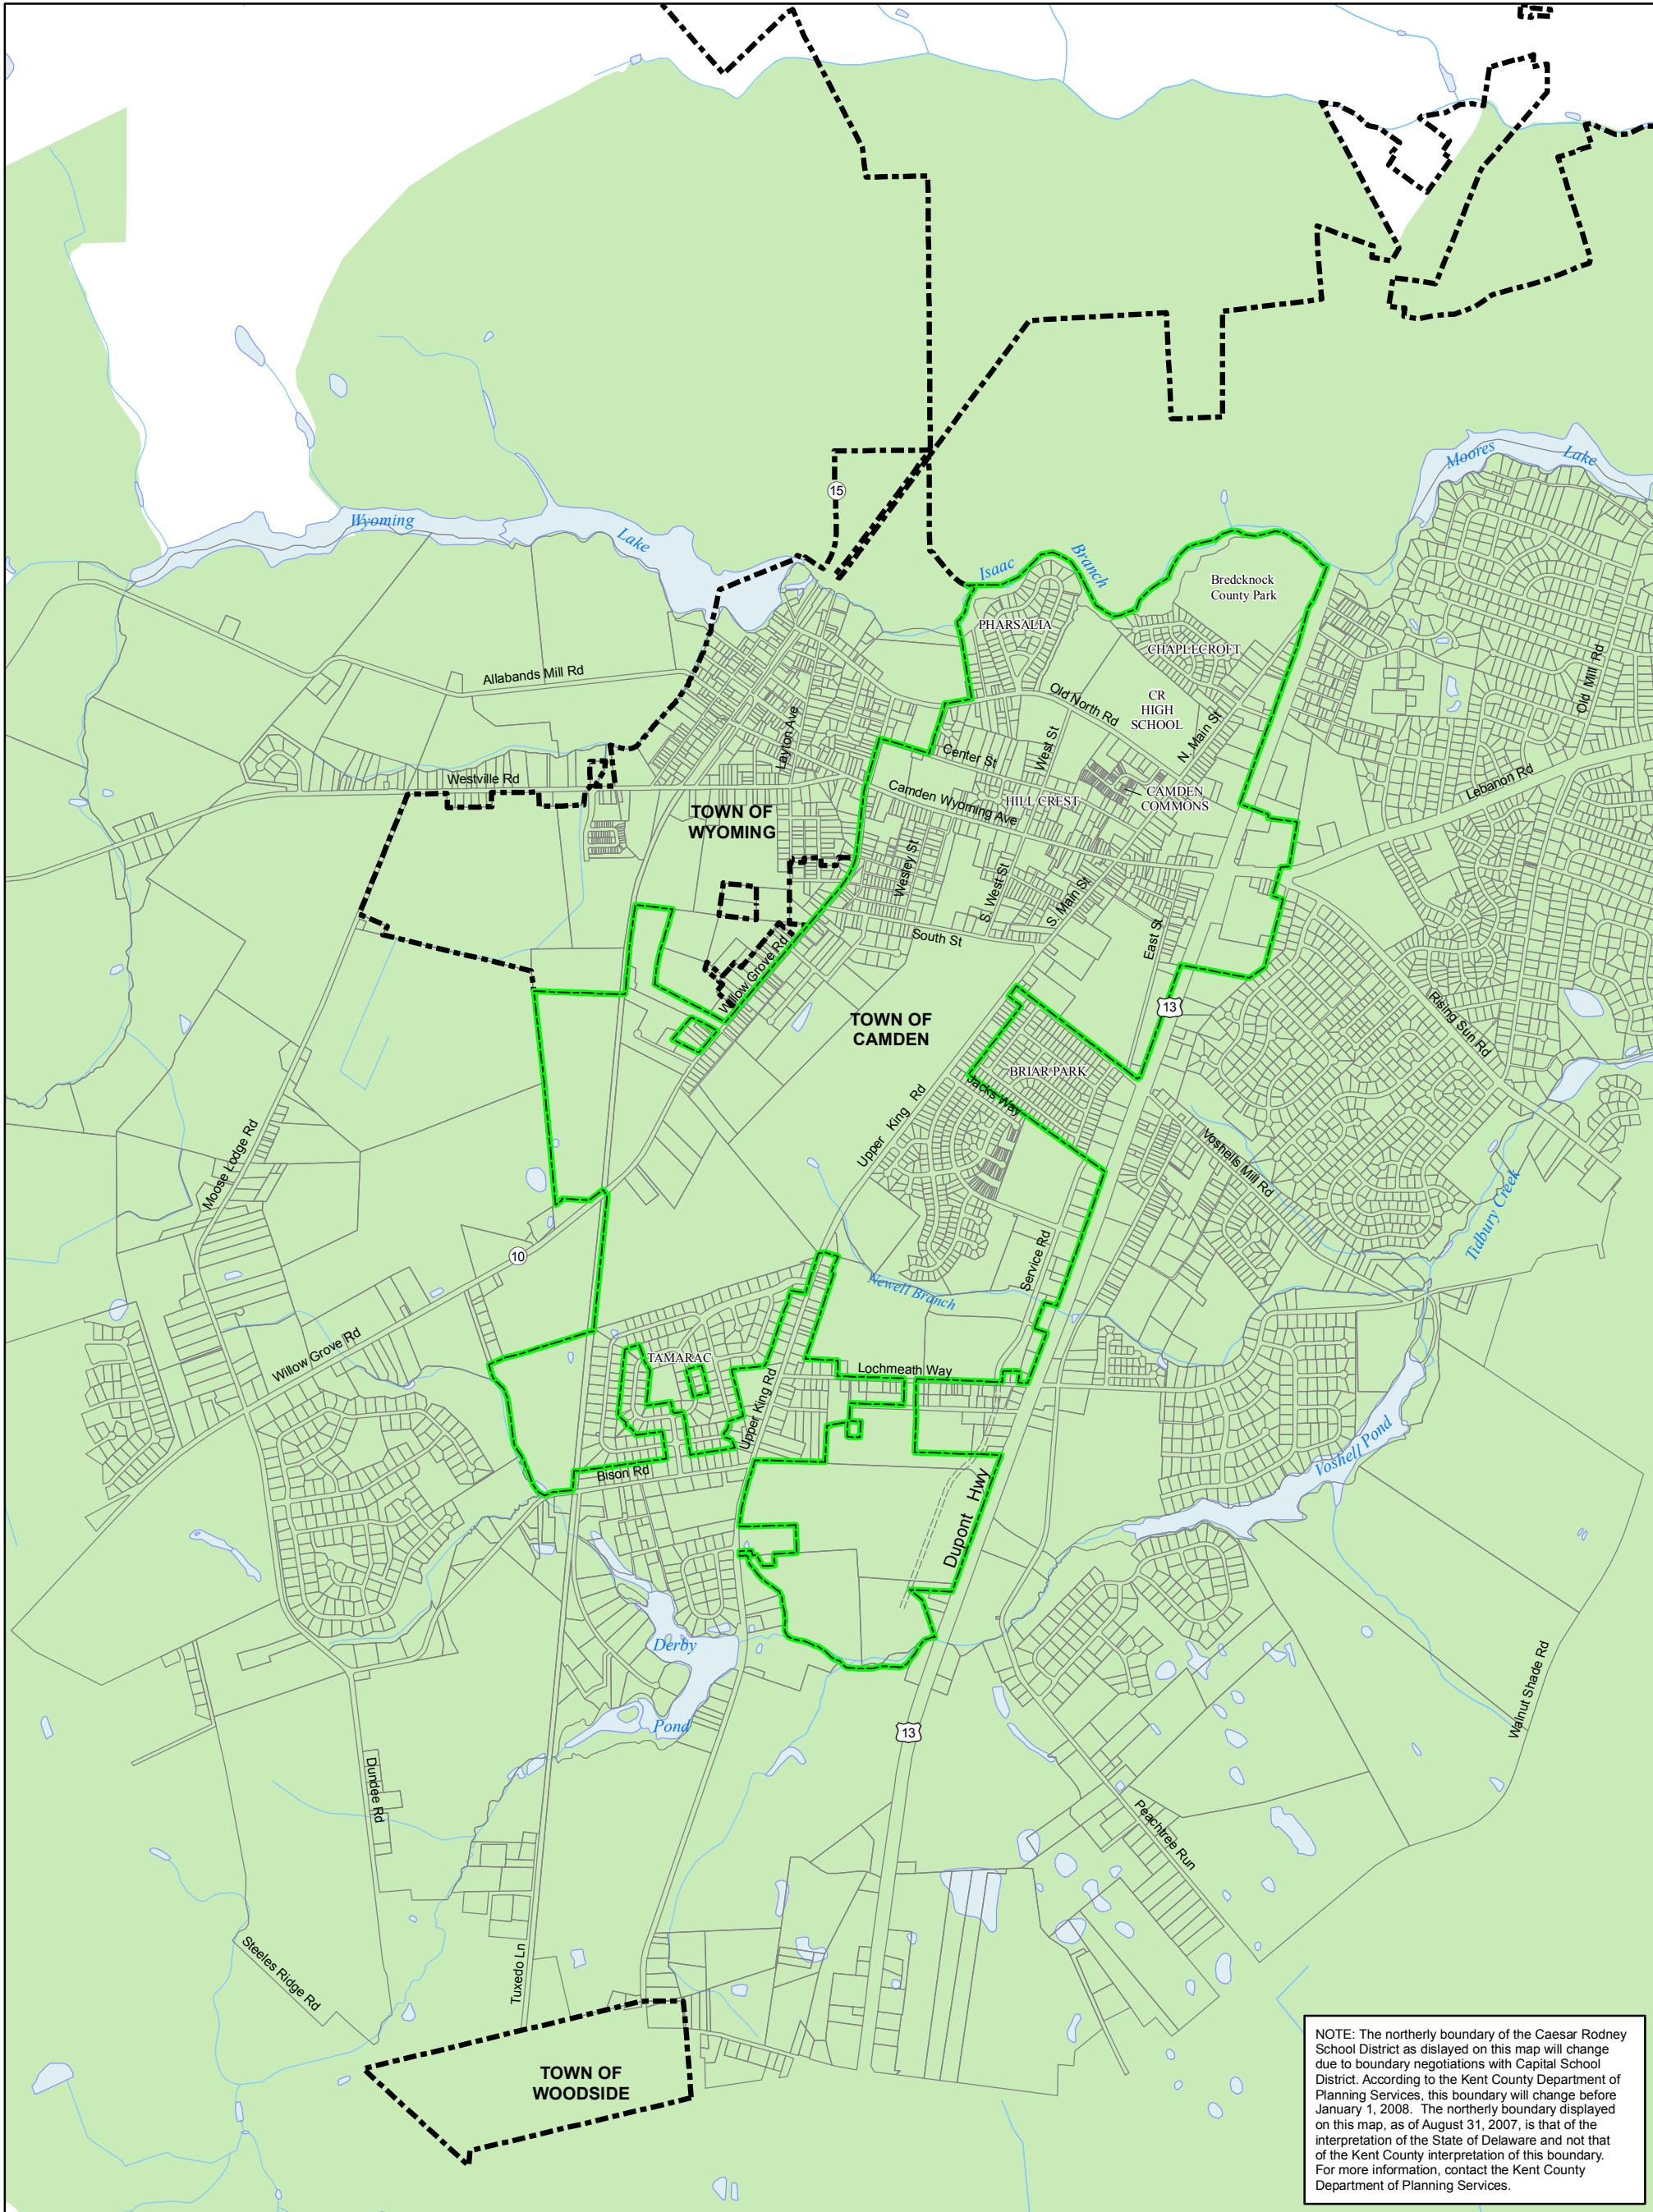 15
Moores
Lake
Wyoming
Lake
Isaac
Branch
Bredcknock
County Park
PHARSALIA
CHAPLECROFT
Old Mill Rd
Allabands Mill Rd
Old North Rd
CR
HIGH
SCHOOL
N. Main St
Layton Ave
West St
Center St
Westville Rd
Lebanon Rd
Camden Wyoming Ave
HILL CREST
CAMDEN
COMMONS
TOWN OF
WYOMING
Wesley St
S. West St
S. Main St
South St
East St
Willow Grove Rd
13
Rising Sun Rd
TOWN OF
CAMDEN
BRIAR PARK
Jacks Way
Upper King Rd
Moose Lodge Rd
Voshells Mill Rd
Tidbury Creek
10
Service Rd
Newell Branch
Willow Grove Rd
TAMARAC
Lochmeath Way
Upper King Rd
Bison Rd
Voshell Pond
Dupont Hwy
Derby
Pond
13
Walnut Shade Rd
Dundee Rd
Peachtree Run
Steeles Ridge Rd
Tuxedo Ln
TOWN OF
WOODSIDE
NOTE: The northerly boundary of the Caesar Rodney
School District as dislayed on this map will change
due to boundary negotiations with Capital School
District. According to the Kent County Department of
Planning Services, this boundary will change before
January 1, 2008. The northerly boundary displayed
on this map, as of August 31, 2007, is that of the
interpretation of the State of Delaware and not that
of the Kent County interpretation of this boundary.
For more information, contact the Kent County
Department of Planning Services.